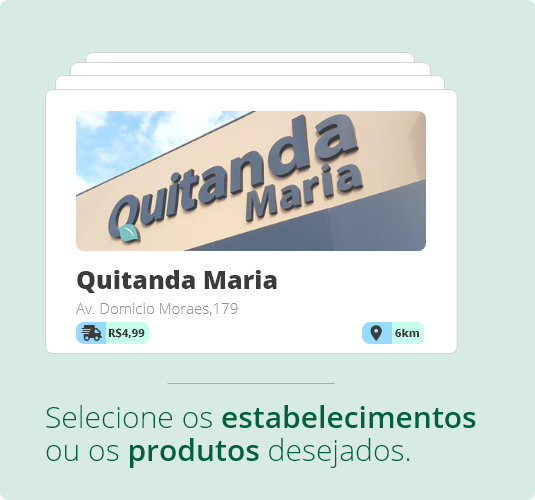 Quitanda
Maria
Quitanda Maria
Av. Domicio Moraes,179
R$4,99
6km
Selecione os estabelecimentos
ou os produtos desejados.